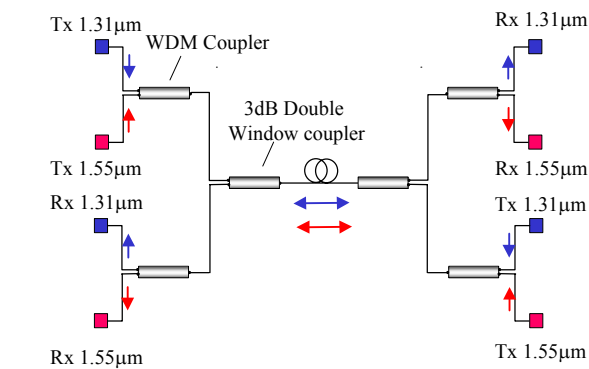 Tx 1.31μm
WDM Coupler
Rx 1.31μm
3dB Double
Window coupler
Tx 1.55μm
Rx 1.55μm
Rx 1.31μm
Tx 1.31μm
Rx 1.55μm
Tx 1.55μm